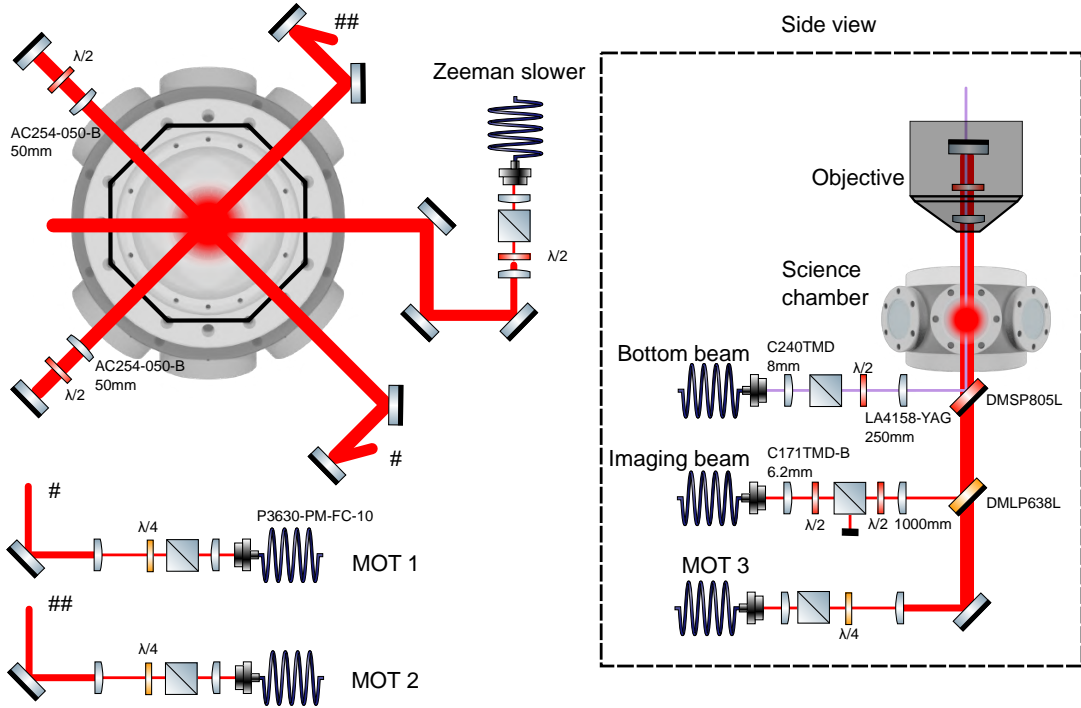 ##
λ/2
AC254-050-B
50mm
Zeeman slower
λ/2
AC254-050-B
50mm
λ/2
#
#
λ/4
P3630-PM-FC-10
MOT 1
##
λ/4
MOT 2
Side view
Objective
Science
chamber
Bottom beam
C240TMD
8mm
λ/2
LA4158-YAG
250mm
DMSP805L
Imaging beam
C171TMD-B
6.2mm
λ/2
λ/2
1000mm
DMLP638L
MOT 3
λ/4